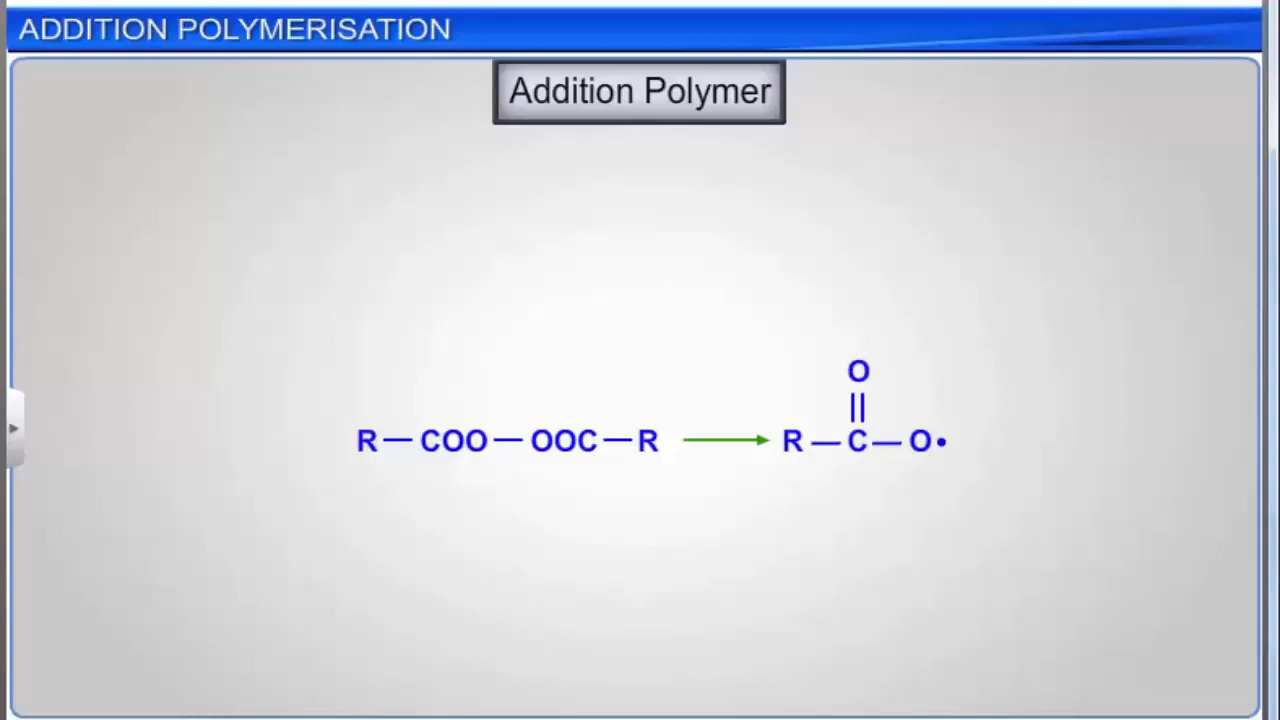 ADDITION POLYMERISATION
Addition Polymer
O
||
R — COO — OOC — R ⟶ R — C — O•